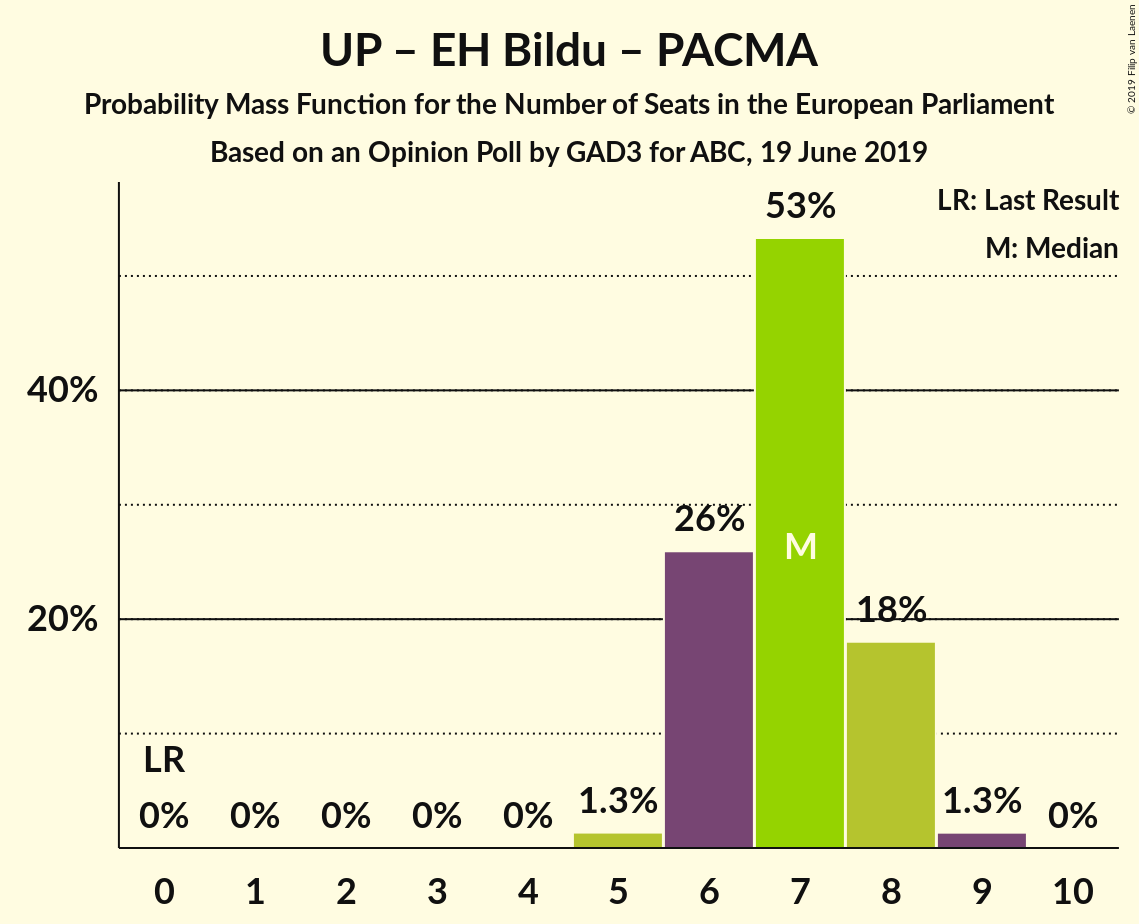 UP – EH Bildu – PACMA
Probability Mass Function for the Number of Seats in the European Parliament
Based on an Opinion Poll by GAD3 for ABC, 19 June 2019
© 2019 Filip van Laenen
LR: Last Result
M: Median
53%
40%
26%
M
20%
18%
LR
0% 0% 0% 0% 0% 1.3% 1.3% 0%
0 1 2 3 4 5 6 7 8 9 10